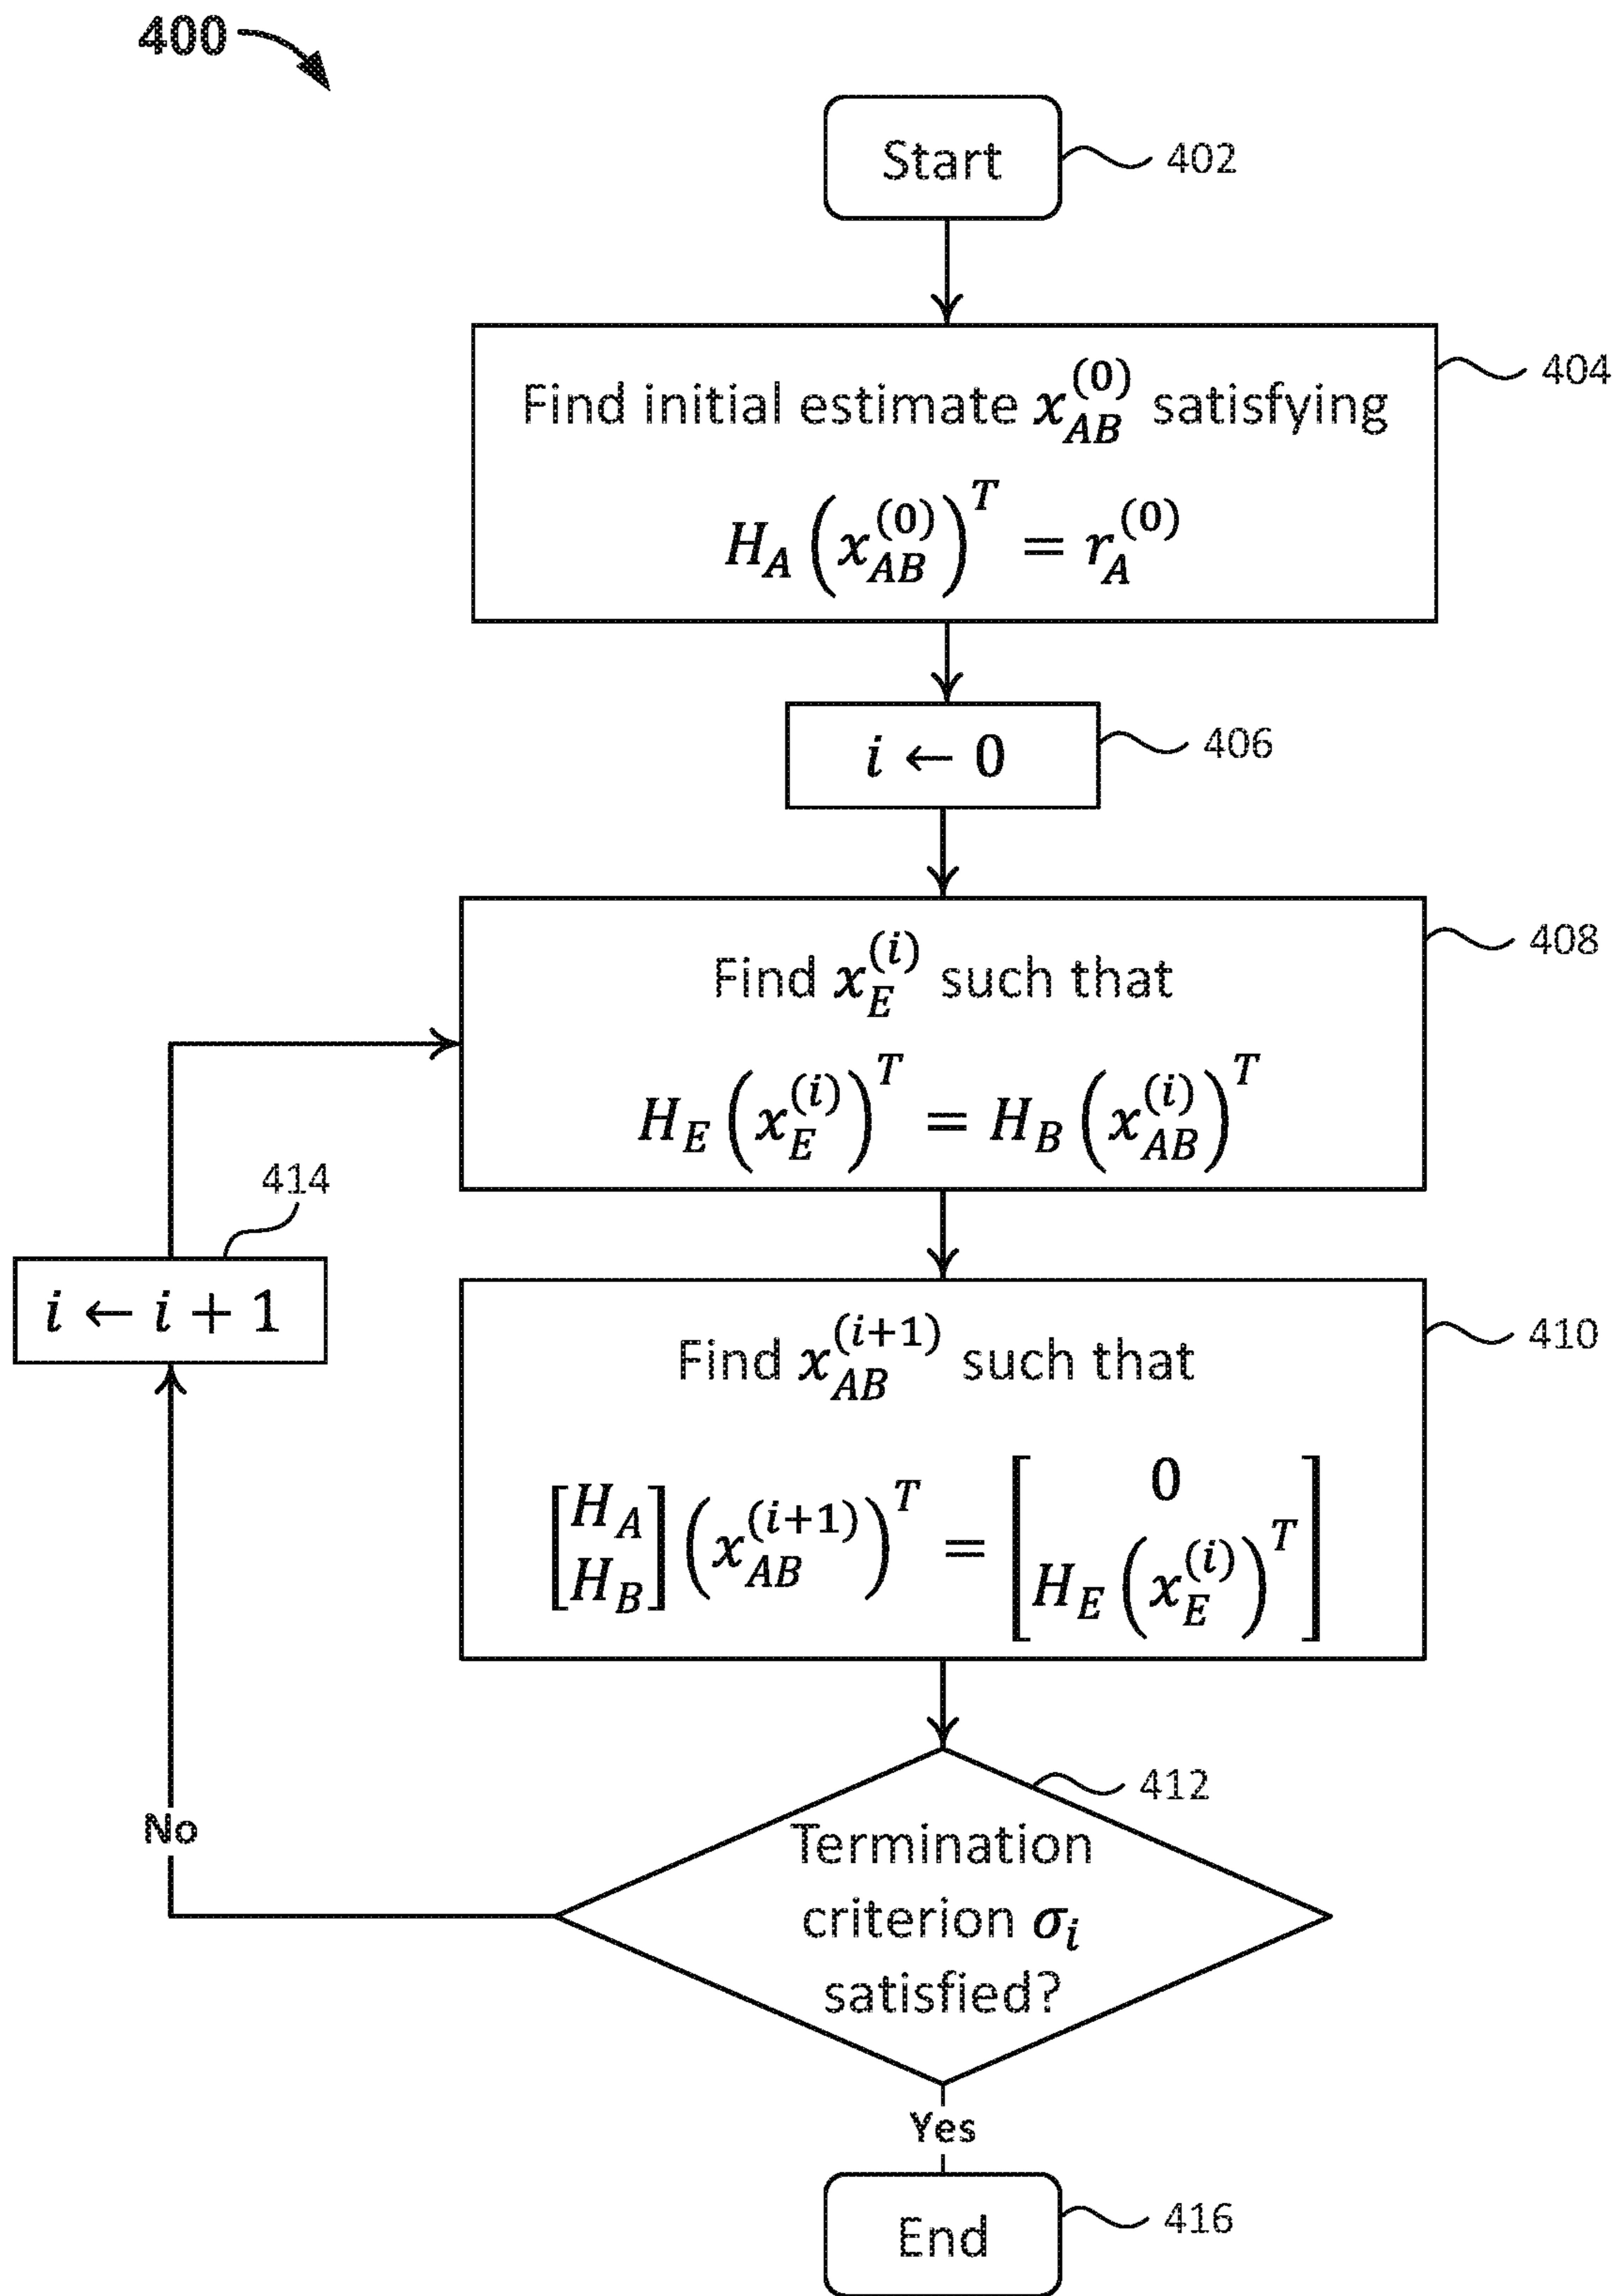 400
Start
402
Find initial estimate x_{AB}^{(0)} satisfying
H_A (x_{AB}^{(0)})^T = r_A^{(0)}
404
i ← 0
406
Find x_E^{(i)} such that
H_E (x_E^{(i)})^T = H_B (x_{AB}^{(i)})^T
408
414
i ← i + 1
Find x_{AB}^{(i+1)} such that
[H_A; H_B] (x_{AB}^{(i+1)})^T = [0; H_E (x_E^{(i)})^T]
410
412
Termination
criterion σ_i
satisfied?
No
Yes
End
416